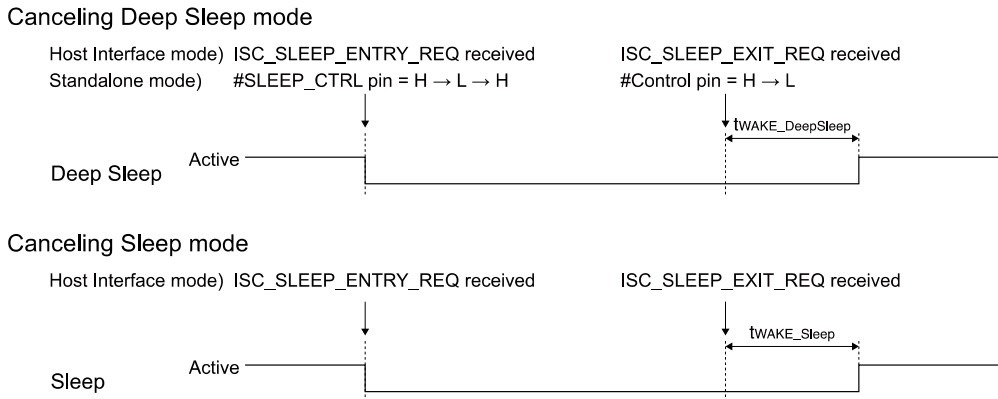 Canceling Deep Sleep mode
Host Interface mode) ISC_SLEEP_ENTRY_REQ received ISC_SLEEP_EXIT_REQ received
Standalone mode) #SLEEP_CTRL pin = H → L → H #Control pin = H → L
tWAKE_DeepSleep
Active
Deep Sleep
Canceling Sleep mode
Host Interface mode) ISC_SLEEP_ENTRY_REQ received ISC_SLEEP_EXIT_REQ received
tWAKE_Sleep
Active
Sleep